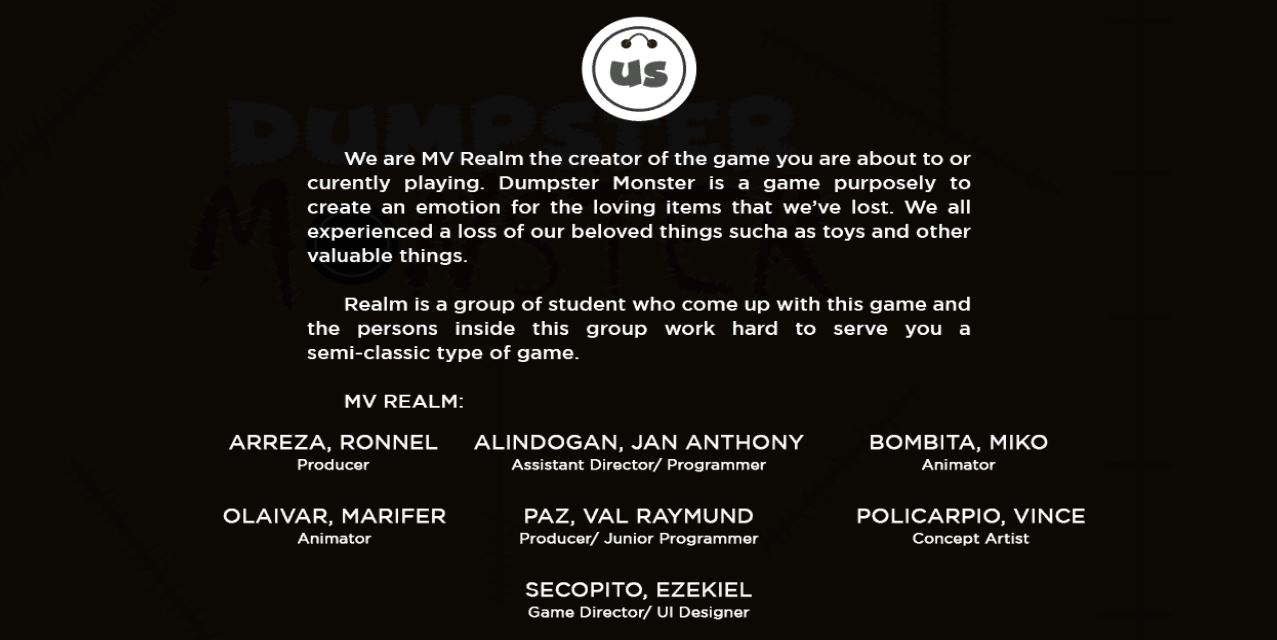 us
DUMPSTER
MONSTER
We are MV Realm the creator of the game you are about to or
curently playing. Dumpster Monster is a game purposely to
create an emotion for the loving items that we've lost. We all
experienced a loss of our beloved things sucha as toys and other
valuable things.
Realm is a group of student who come up with this game and
the persons inside this group work hard to serve you a
semi-classic type of game.
MV REALM:
ARREZA, RONNEL ALINDOGAN, JAN ANTHONY BOMBITA, MIKO
Producer Assistant Director/ Programmer Animator
OLAIVAR, MARIFER PAZ, VAL RAYMUND POLICARPIO, VINCE
Animator Producer/ Junior Programmer Concept Artist
SECOPITO, EZEKIEL
Game Director/ UI Designer